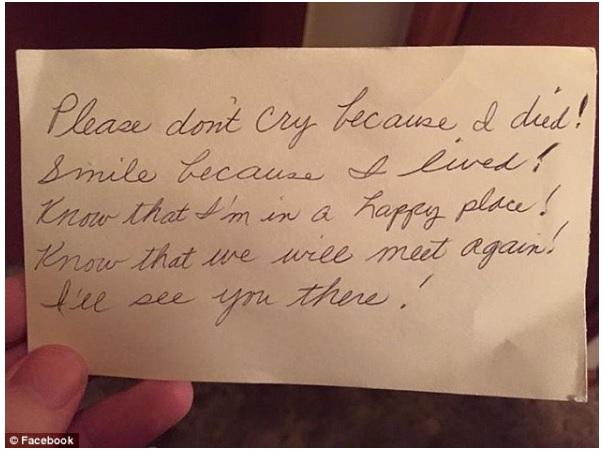 Please don't cry because I died!
Smile because I lived!
Know that I'm in a happy place!
Know that we will meet again!
I'll see you there!
© Facebook